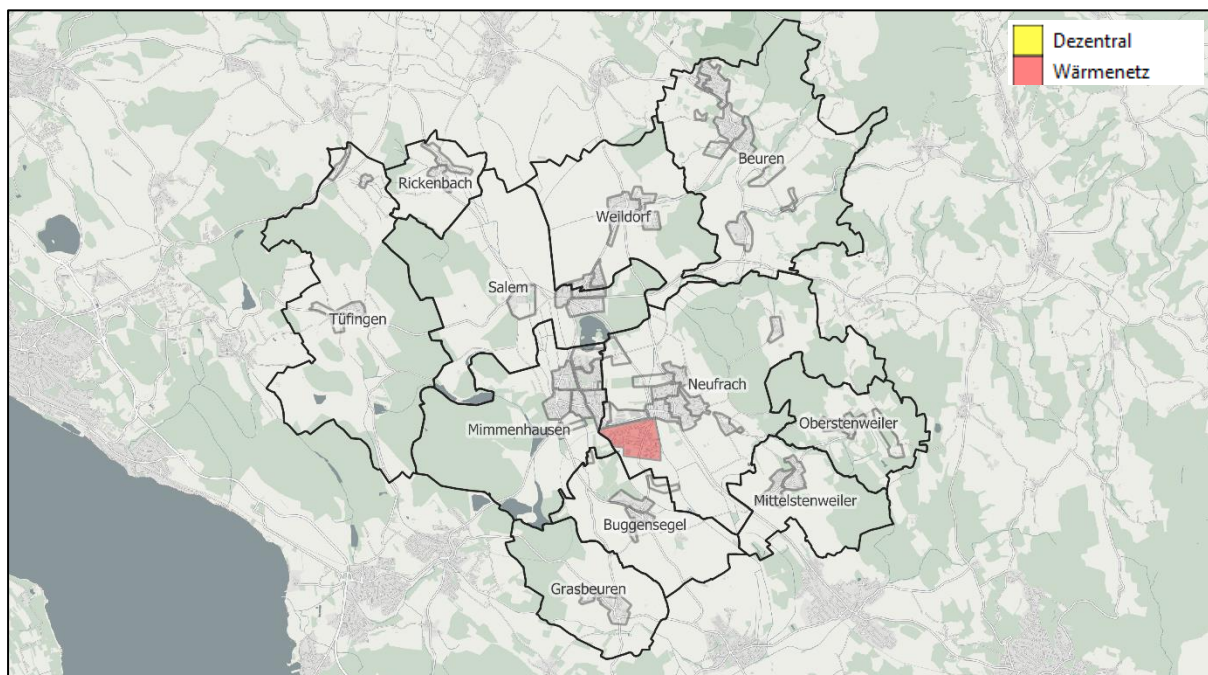 Dezentral
Wärmenetz
Beuren
Rickenbach
Weildorf
Salem
Tüfingen
Neufrach
Oberstenweiler
Mimmenhausen
Mittelstenweiler
Buggensegel
Grasbeuren